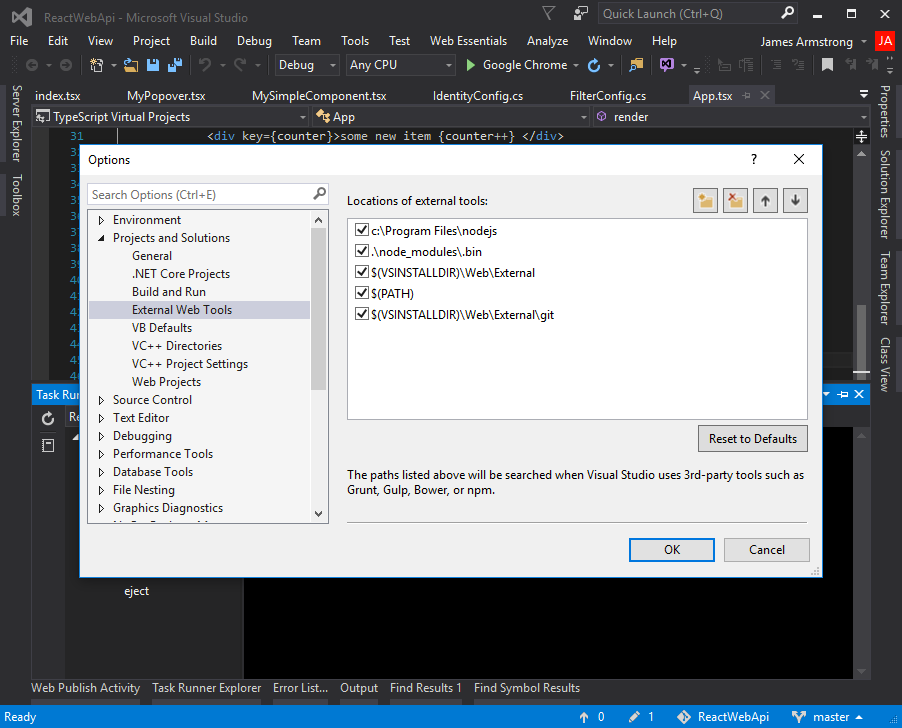 ReactWebApi - Microsoft Visual Studio
Quick Launch (Ctrl+Q)
File Edit View Project Build Debug Team Tools Test Web Essentials Analyze Window Help James Armstrong JA
Debug Any CPU Google Chrome
index.tsx MyPopover.tsx MySimpleComponent.tsx IdentityConfig.cs FilterConfig.cs App.tsx
TypeScript Virtual Projects App render
31 <div key={counter}>some new item {counter++} </div>
Server Explorer
Toolbox
Properties
Solution Explorer
Team Explorer
Class View
Options
?
Search Options (Ctrl+E)
Environment
Projects and Solutions
General
.NET Core Projects
Build and Run
External Web Tools
VB Defaults
VC++ Directories
VC++ Project Settings
Web Projects
Source Control
Text Editor
Debugging
Performance Tools
Database Tools
File Nesting
Graphics Diagnostics
Locations of external tools:
c:\Program Files\nodejs
.\node_modules\.bin
$(VSINSTALLDIR)\Web\External
$(PATH)
$(VSINSTALLDIR)\Web\External\git
Reset to Defaults
The paths listed above will be searched when Visual Studio uses 3rd-party tools such as
Grunt, Gulp, Bower, or npm.
OK Cancel
Task Run
Re
eject
Web Publish Activity Task Runner Explorer Error List... Output Find Results 1 Find Symbol Results
Ready 0 1 ReactWebApi master